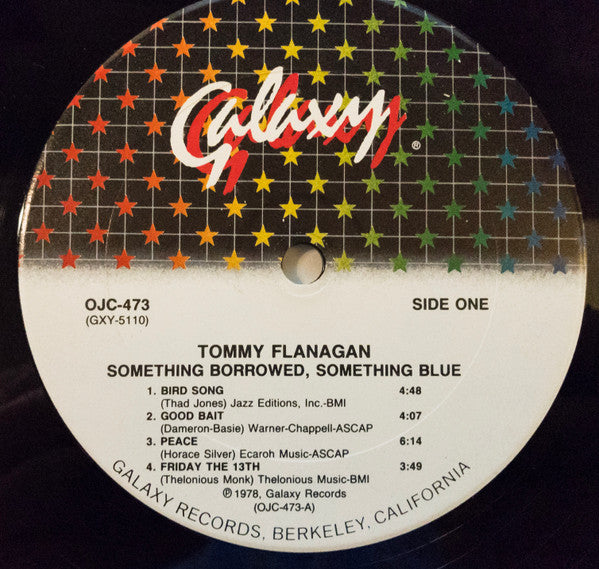 Galaxy®
OJC-473 SIDE ONE
(GXY-5110)
TOMMY FLANAGAN
SOMETHING BORROWED, SOMETHING BLUE
1. BIRD SONG 4:48
(Thad Jones) Jazz Editions, Inc.-BMI
2. GOOD BAIT 4:07
(Dameron-Basie) Warner-Chappell-ASCAP
3. PEACE 6:14
(Horace Silver) Ecaroh Music-ASCAP
4. FRIDAY THE 13TH 3:49
(Thelonious Monk) Thelonious Music-BMI
℗1978, Galaxy Records
(OJC-473-A)
GALAXY RECORDS, BERKELEY, CALIFORNIA